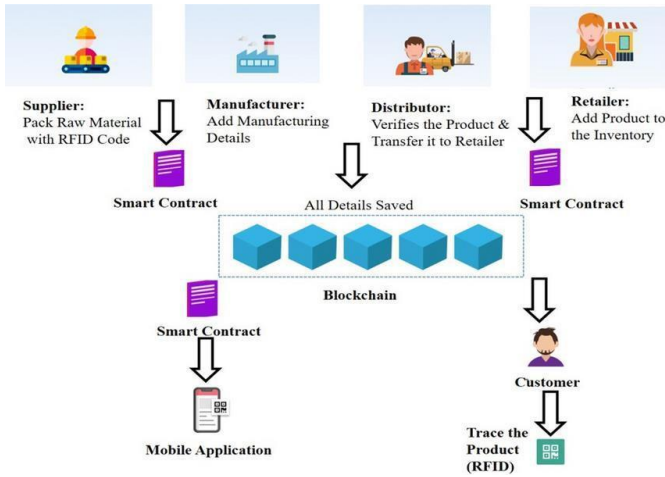 Supplier:
Pack Raw Material
with RFID Code
Manufacturer:
Add Manufacturing
Details
Distributor:
Verifies the Product &
Transfer it to Retailer
Retailer:
Add Product to
the Inventory
Smart Contract
Smart Contract
All Details Saved
Blockchain
Smart Contract
Customer
Mobile Application
Trace the
Product
(RFID)